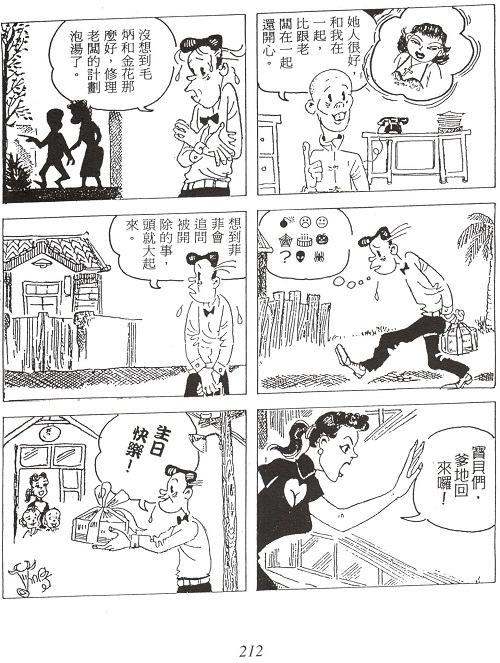 她人很好，
和我在
一起，
比跟老
闆在一起
還開心。
沒想到毛
炳和金花那
麼好，修理
老闆的計劃
泡湯了。
?
想到菲
菲會
追問
被開
除的事，
頭就大起
來。
寶貝們，
爹地回
來囉！
生日
快樂！
212